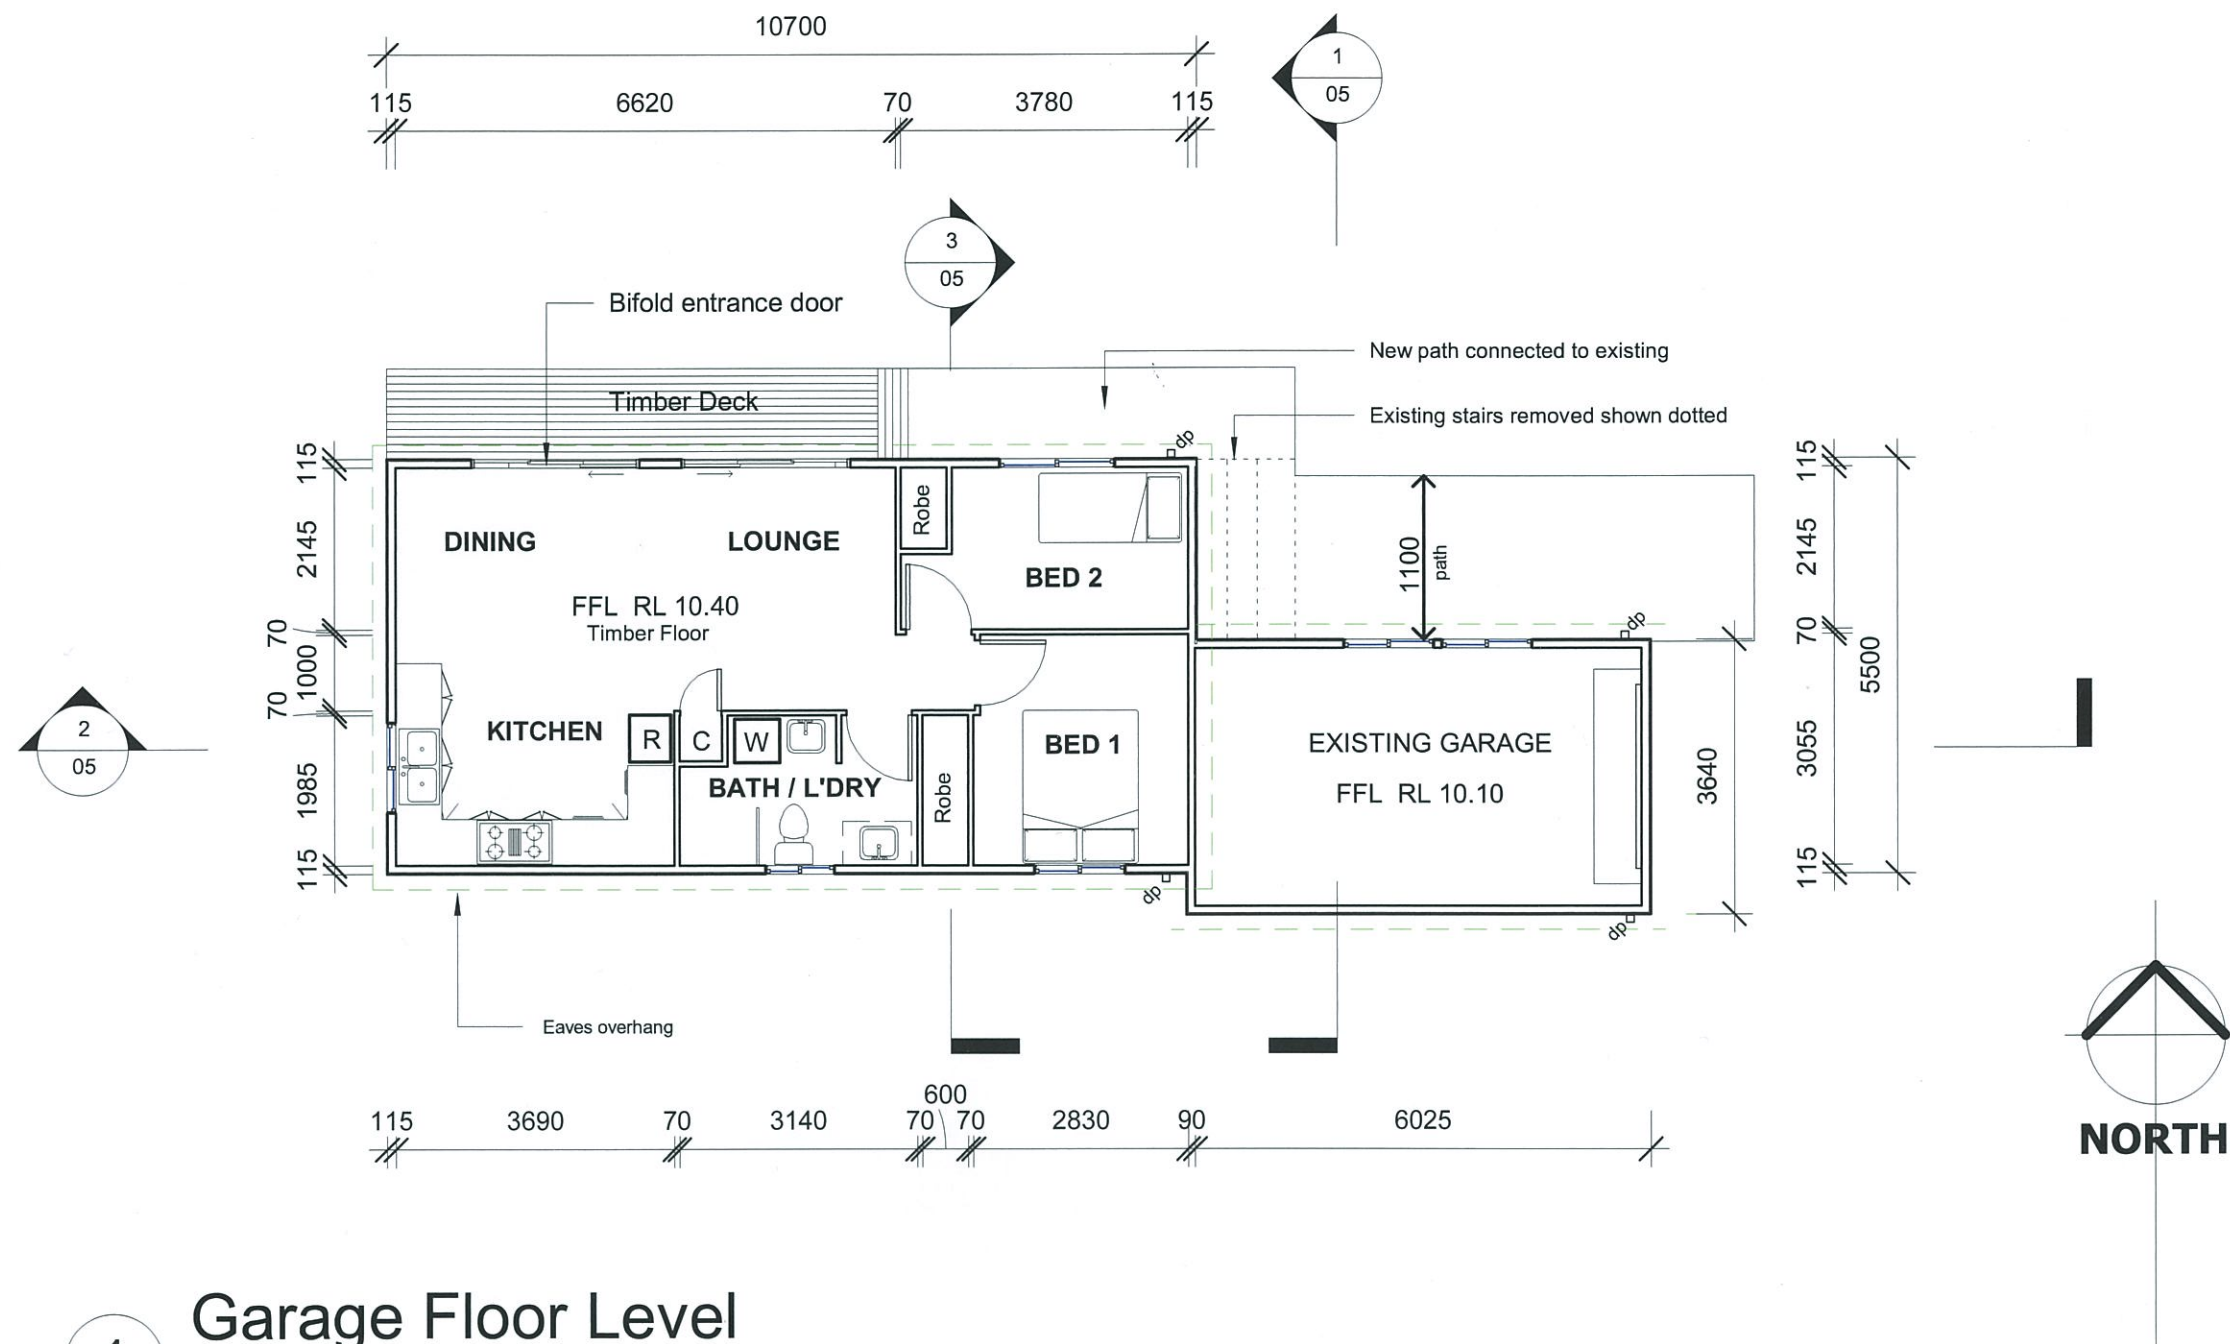 10700
115 6620 70 3780 115
1
05
3
05
Bifold entrance door
New path connected to existing
Existing stairs removed shown dotted
Timber Deck
dp
115
2145
70
1000
70
1985
115
DINING
LOUNGE
Robe
BED 2
FFL RL 10.40
Timber Floor
1100
path
dp
115
2145
70
3055
115
5500
3640
2
05
KITCHEN
R
C
W
BATH / L'DRY
Robe
BED 1
EXISTING GARAGE
FFL RL 10.10
dp
dp
Eaves overhang
600
115 3690 70 3140 70 70 2830 90 6025
NORTH
Garage Floor Level